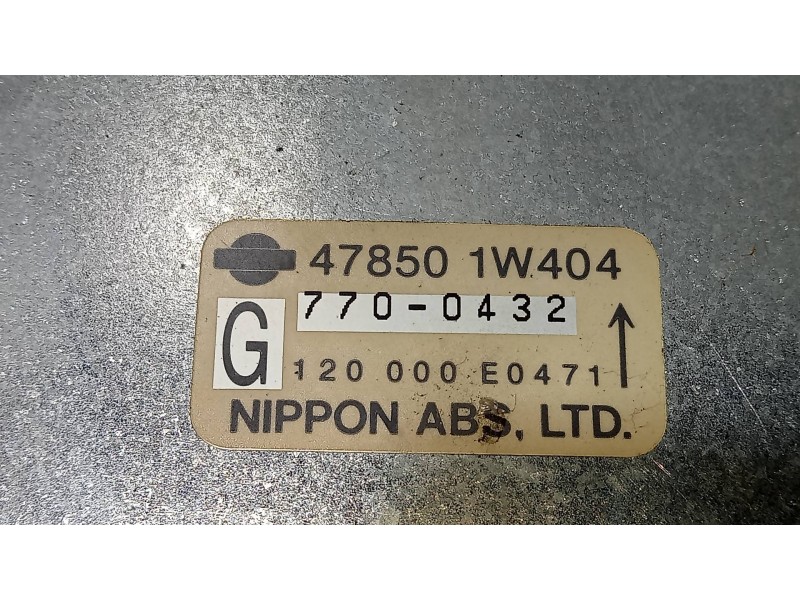 47850 1W404
770-0432
G
120 000 E0471
NIPPON ABS, LTD.